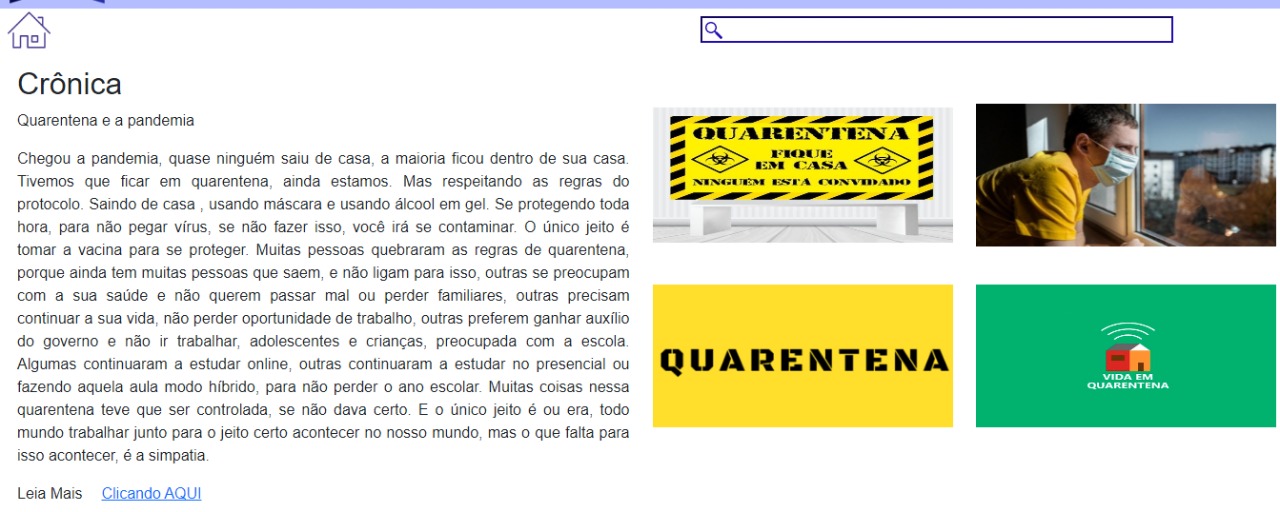 Crônica
Quarentena e a pandemia
Chegou a pandemia, quase ninguém saiu de casa, a maioria ficou dentro de sua casa.
Tivemos que ficar em quarentena, ainda estamos. Mas respeitando as regras do
protocolo. Saindo de casa , usando máscara e usando álcool em gel. Se protegendo toda
hora, para não pegar vírus, se não fazer isso, você irá se contaminar. O único jeito é
tomar a vacina para se proteger. Muitas pessoas quebraram as regras de quarentena,
porque ainda tem muitas pessoas que saem, e não ligam para isso, outras se preocupam
com a sua saúde e não querem passar mal ou perder familiares, outras precisam
continuar a sua vida, não perder oportunidade de trabalho, outras preferem ganhar auxílio
do governo e não ir trabalhar, adolescentes e crianças, preocupada com a escola.
Algumas continuaram a estudar online, outras continuaram a estudar no presencial ou
fazendo aquela aula modo híbrido, para não perder o ano escolar. Muitas coisas nessa
quarentena teve que ser controlada, se não dava certo. E o único jeito é ou era, todo
mundo trabalhar junto para o jeito certo acontecer no nosso mundo, mas o que falta para
isso acontecer, é a simpatia.
Leia Mais Clicando AQUI
QUARENTENA
FIQUE
EM CASA
NINGUÉM ESTÁ CONVIDADO
QUARENTENA
VIDA EM
QUARENTENA